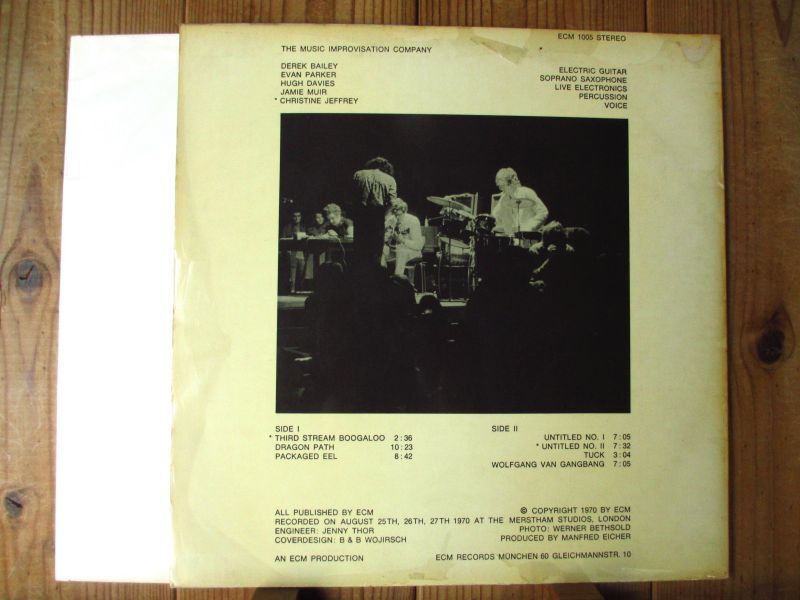 ECM 1005 STEREO
THE MUSIC IMPROVISATION COMPANY
DEREK BAILEY ELECTRIC GUITAR
EVAN PARKER SOPRANO SAXOPHONE
HUGH DAVIES LIVE ELECTRONICS
JAMIE MUIR PERCUSSION
* CHRISTINE JEFFREY VOICE
SIDE I
* THIRD STREAM BOOGALOO 2:36
DRAGON PATH 10:23
PACKAGED EEL 8:42
SIDE II
UNTITLED NO. I 7:05
* UNTITLED NO. II 7:32
TUCK 3:04
WOLFGANG VAN GANGBANG 7:05
ALL PUBLISHED BY ECM © COPYRIGHT 1970 BY ECM
RECORDED ON AUGUST 25TH, 26TH, 27TH 1970 AT THE MERSTHAM STUDIOS, LONDON
ENGINEER: JENNY THOR PHOTO: WERNER BETHSOLD
COVERDESIGN: B & B WOJIRSCH PRODUCED BY MANFRED EICHER
AN ECM PRODUCTION ECM RECORDS MÜNCHEN 60 GLEICHMANNSTR. 10